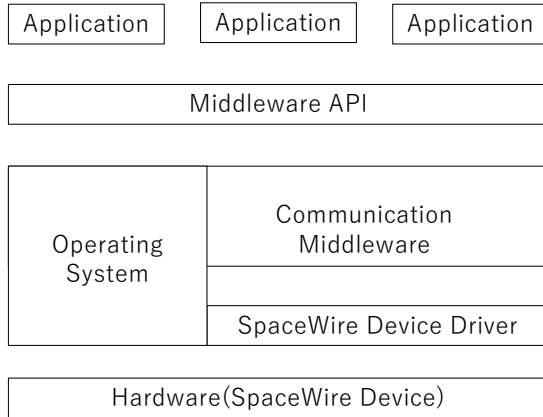 Application
Application
Application
Middleware API
Operating
System
Communication
Middleware
SpaceWire Device Driver
Hardware(SpaceWire Device)